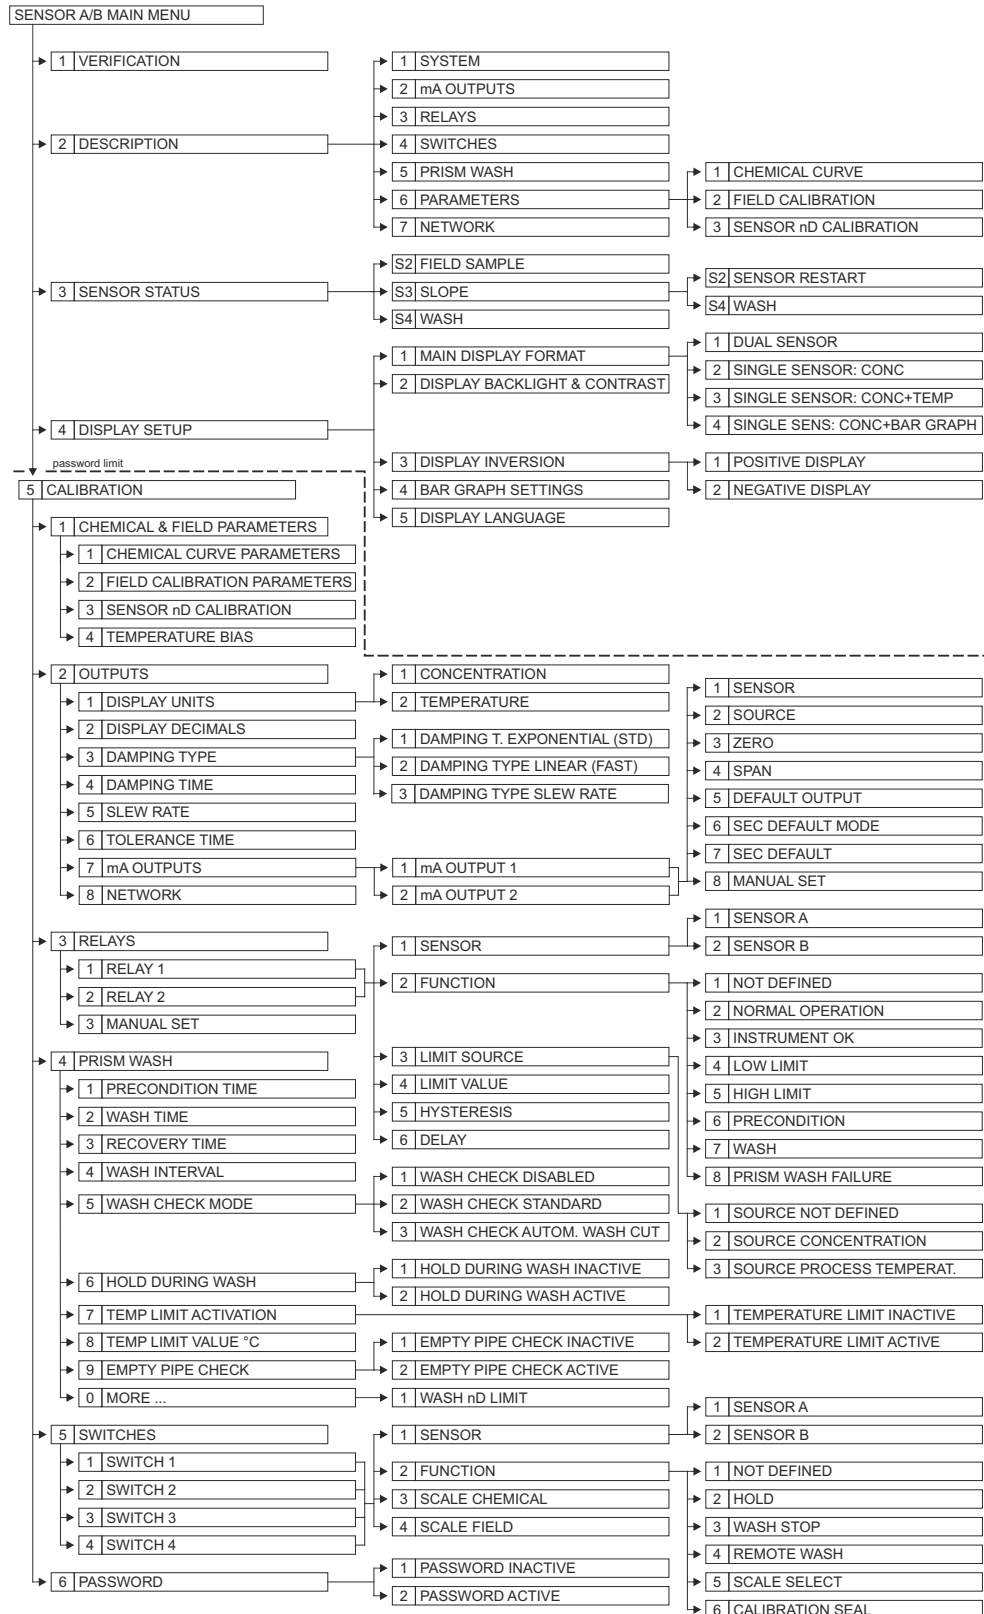 SENSOR A/B MAIN MENU
1 VERIFICATION
2 DESCRIPTION
1 SYSTEM
2 mA OUTPUTS
3 RELAYS
4 SWITCHES
5 PRISM WASH
6 PARAMETERS
7 NETWORK
1 CHEMICAL CURVE
2 FIELD CALIBRATION
3 SENSOR nD CALIBRATION
3 SENSOR STATUS
S2 FIELD SAMPLE
S3 SLOPE
S4 WASH
S2 SENSOR RESTART
S4 WASH
4 DISPLAY SETUP
1 MAIN DISPLAY FORMAT
2 DISPLAY BACKLIGHT & CONTRAST
1 DUAL SENSOR
2 SINGLE SENSOR: CONC
3 SINGLE SENSOR: CONC+TEMP
4 SINGLE SENS: CONC+BAR GRAPH
3 DISPLAY INVERSION
4 BAR GRAPH SETTINGS
5 DISPLAY LANGUAGE
1 POSITIVE DISPLAY
2 NEGATIVE DISPLAY
password limit
5 CALIBRATION
1 CHEMICAL & FIELD PARAMETERS
1 CHEMICAL CURVE PARAMETERS
2 FIELD CALIBRATION PARAMETERS
3 SENSOR nD CALIBRATION
4 TEMPERATURE BIAS
2 OUTPUTS
1 DISPLAY UNITS
2 DISPLAY DECIMALS
3 DAMPING TYPE
4 DAMPING TIME
5 SLEW RATE
6 TOLERANCE TIME
7 mA OUTPUTS
8 NETWORK
1 CONCENTRATION
2 TEMPERATURE
1 DAMPING T. EXPONENTIAL (STD)
2 DAMPING TYPE LINEAR (FAST)
3 DAMPING TYPE SLEW RATE
1 mA OUTPUT 1
2 mA OUTPUT 2
1 SENSOR
2 SOURCE
3 ZERO
4 SPAN
5 DEFAULT OUTPUT
6 SEC DEFAULT MODE
7 SEC DEFAULT
8 MANUAL SET
3 RELAYS
1 RELAY 1
2 RELAY 2
3 MANUAL SET
1 SENSOR
2 FUNCTION
3 LIMIT SOURCE
4 LIMIT VALUE
5 HYSTERESIS
6 DELAY
1 SENSOR A
2 SENSOR B
1 NOT DEFINED
2 NORMAL OPERATION
3 INSTRUMENT OK
4 LOW LIMIT
5 HIGH LIMIT
6 PRECONDITION
7 WASH
8 PRISM WASH FAILURE
1 SOURCE NOT DEFINED
2 SOURCE CONCENTRATION
3 SOURCE PROCESS TEMPERAT.
4 PRISM WASH
1 PRECONDITION TIME
2 WASH TIME
3 RECOVERY TIME
4 WASH INTERVAL
5 WASH CHECK MODE
6 HOLD DURING WASH
7 TEMP LIMIT ACTIVATION
8 TEMP LIMIT VALUE °C
9 EMPTY PIPE CHECK
0 MORE ...
1 WASH CHECK DISABLED
2 WASH CHECK STANDARD
3 WASH CHECK AUTOM. WASH CUT
1 HOLD DURING WASH INACTIVE
2 HOLD DURING WASH ACTIVE
1 TEMPERATURE LIMIT INACTIVE
2 TEMPERATURE LIMIT ACTIVE
1 EMPTY PIPE CHECK INACTIVE
2 EMPTY PIPE CHECK ACTIVE
1 WASH nD LIMIT
5 SWITCHES
1 SWITCH 1
2 SWITCH 2
3 SWITCH 3
4 SWITCH 4
1 SENSOR
2 FUNCTION
3 SCALE CHEMICAL
4 SCALE FIELD
1 SENSOR A
2 SENSOR B
1 NOT DEFINED
2 HOLD
3 WASH STOP
4 REMOTE WASH
5 SCALE SELECT
6 CALIBRATION SEAL
6 PASSWORD
1 PASSWORD INACTIVE
2 PASSWORD ACTIVE